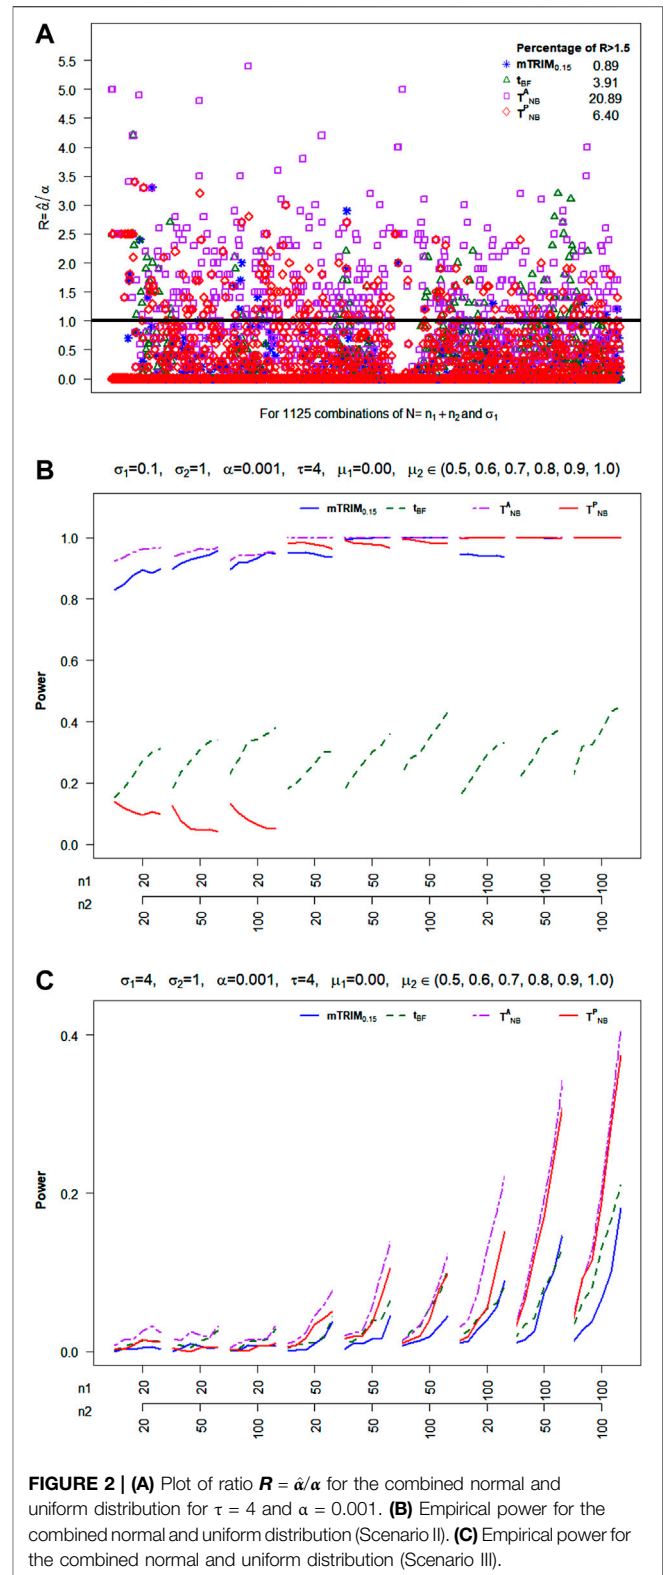 A
Percentage of R>1.5
mTRIM0.15 0.89
tBF 3.91
T^A_NB 20.89
T^P_NB 6.40
R= α̂/α
5.5
5.0
4.5
4.0
3.5
3.0
2.5
2.0
1.5
1.0
0.5
0.0
For 1125 combinations of N= n1 + n2 and σ1
B
σ1=0.1, σ2=1, α=0.001, τ=4, μ1=0.00, μ2 ∈ (0.5, 0.6, 0.7, 0.8, 0.9, 1.0)
mTRIM0.15 tBF T^A_NB T^P_NB
Power
1.0
0.8
0.6
0.4
0.2
0.0
n1 20 20 20 50 50 50 100 100 100
n2 20 50 100 20 50 100 20 50 100
C
σ1=4, σ2=1, α=0.001, τ=4, μ1=0.00, μ2 ∈ (0.5, 0.6, 0.7, 0.8, 0.9, 1.0)
mTRIM0.15 tBF T^A_NB T^P_NB
Power
0.4
0.2
0.0
n1 20 20 20 50 50 50 100 100 100
n2 20 50 100 20 50 100 20 50 100
FIGURE 2 | (A) Plot of ratio R = α̂/α for the combined normal and
uniform distribution for τ = 4 and α = 0.001. (B) Empirical power for the
combined normal and uniform distribution (Scenario II). (C) Empirical power for
the combined normal and uniform distribution (Scenario III).